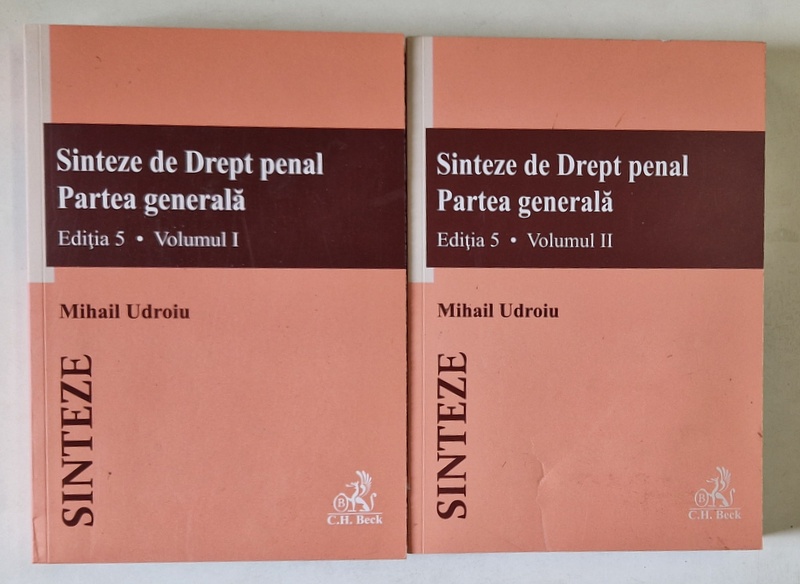 Sinteze de Drept penal
Partea generală
Ediția 5 • Volumul I
Mihail Udroiu
SINTEZE
B
C.H. Beck
Sinteze de Drept penal
Partea generală
Ediția 5 • Volumul II
Mihail Udroiu
SINTEZE
B
C.H. Beck